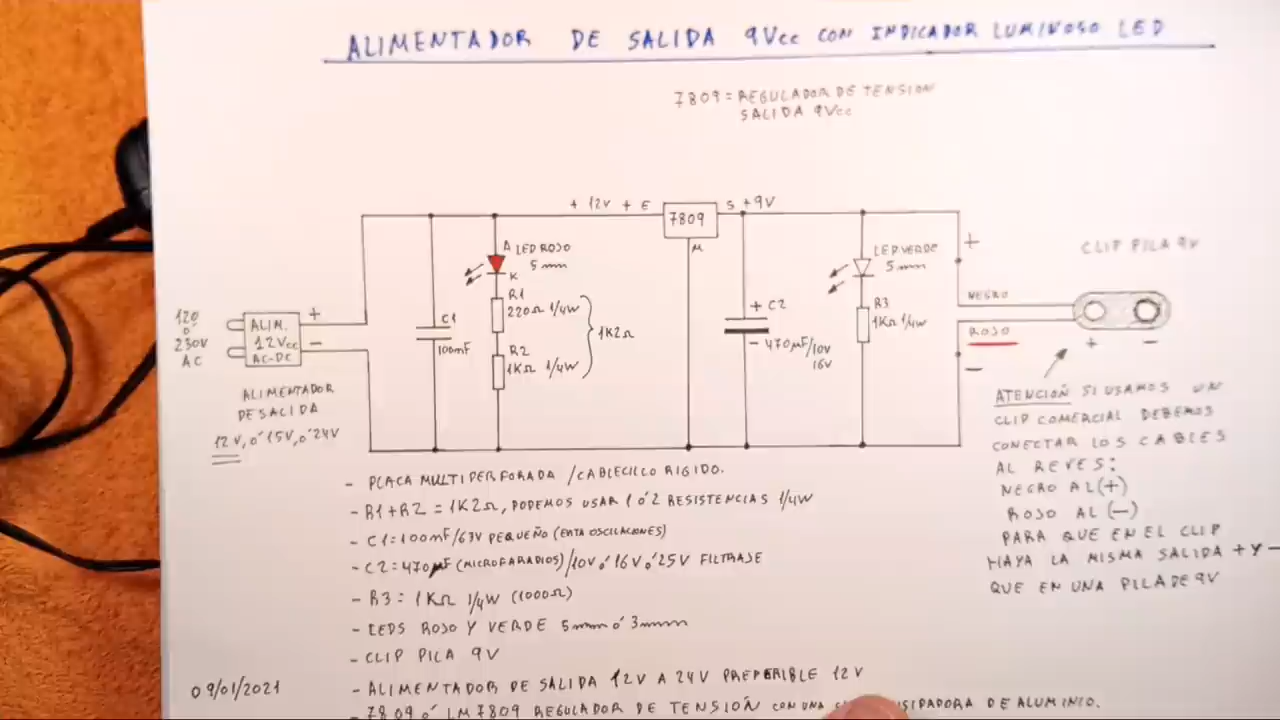 ALIMENTADOR DE SALIDA 9Vcc CON INDICADOR LUMINOSO LED
7809 = REGULADOR DE TENSION
SALIDA 9Vcc
+ 12V + E
7809
S +9V
M
A LED ROJO
5mm
K
R1
220Ω 1/4W
R2
1KΩ 1/4W
1K2Ω
C1
100mF
+ C2
- 470µF/10V
16V
LED VERDE
5mm
R3
1KΩ 1/4W
+
-
NEGRO
ROJO
CLIP PILA 9V
+ -
120
ó
230V
AC
ALIM.
12Vcc
AC-DC
+
-
ALIMENTADOR
DE SALIDA
12V, ó 15V, ó 24V
ATENCIÓN SI USAMOS UN
CLIP COMERCIAL DEBEMOS
CONECTAR LOS CABLES
AL REVES:
NEGRO AL (+)
ROJO AL (-)
PARA QUE EN EL CLIP
HAYA LA MISMA SALIDA + Y -
QUE EN UNA PILA DE 9V
- PLACA MULTIPERFORADA / CABLECILLO RIGIDO.
- R1+R2 = 1K2Ω, PODEMOS USAR 1 ó 2 RESISTENCIAS 1/4W
- C1=100mF/63V PEQUEÑO (EVITA OSCILACIONES)
- C2=470µF (MICROFARADIOS)/10V ó 16V ó 25V FILTRAJE
- R3= 1KΩ 1/4W (1000Ω)
- LEDS ROJO Y VERDE 5mm ó 3mm
- CLIP PILA 9V
- ALIMENTADOR DE SALIDA 12V A 24V PREFERIBLE 12V
- 7809 ó LM7809 REGULADOR DE TENSIÓN CON UNA DE ALUMINIO.
09/01/2021